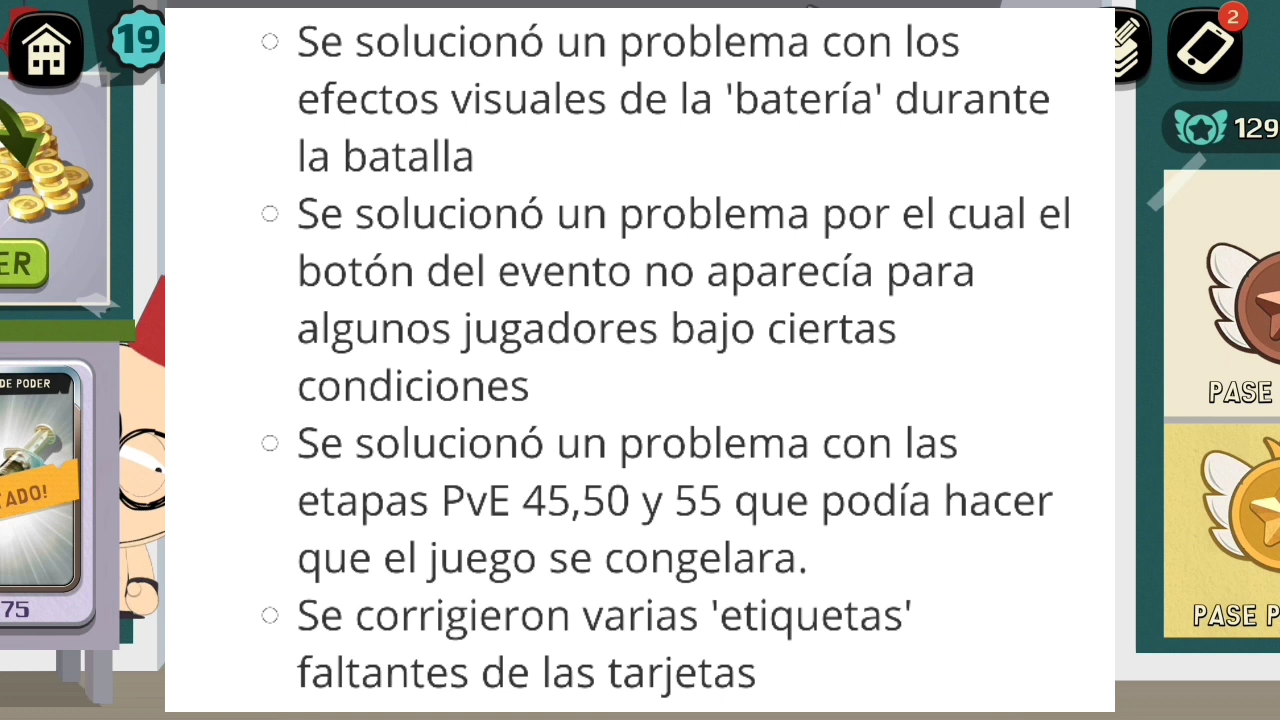 19
2
129
Se solucionó un problema con los
efectos visuales de la 'batería' durante
la batalla
Se solucionó un problema por el cual el
botón del evento no aparecía para
algunos jugadores bajo ciertas
condiciones
Se solucionó un problema con las
etapas PvE 45,50 y 55 que podía hacer
que el juego se congelara.
Se corrigieron varias 'etiquetas'
faltantes de las tarjetas
ER
DE PODER
TADO!
75
PASE
PASE P